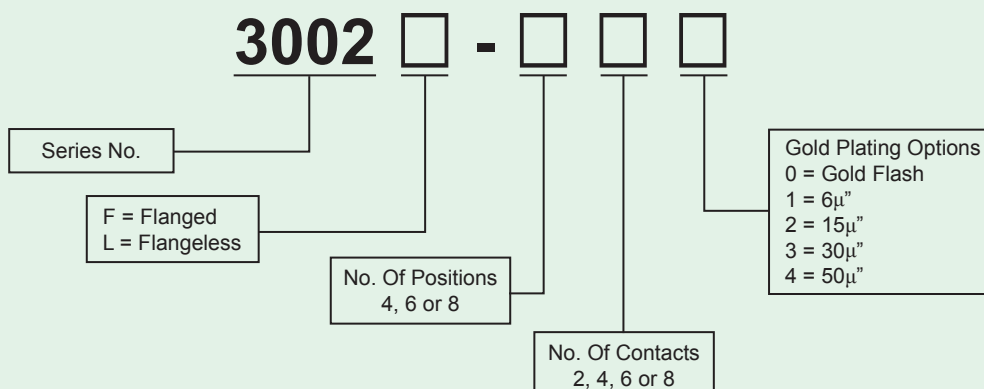 3002 □ - □ □ □
Series No.
F = Flanged
L = Flangeless
No. Of Positions
4, 6 or 8
No. Of Contacts
2, 4, 6 or 8
Gold Plating Options
0 = Gold Flash
1 = 6µ”
2 = 15µ”
3 = 30µ”
4 = 50µ”